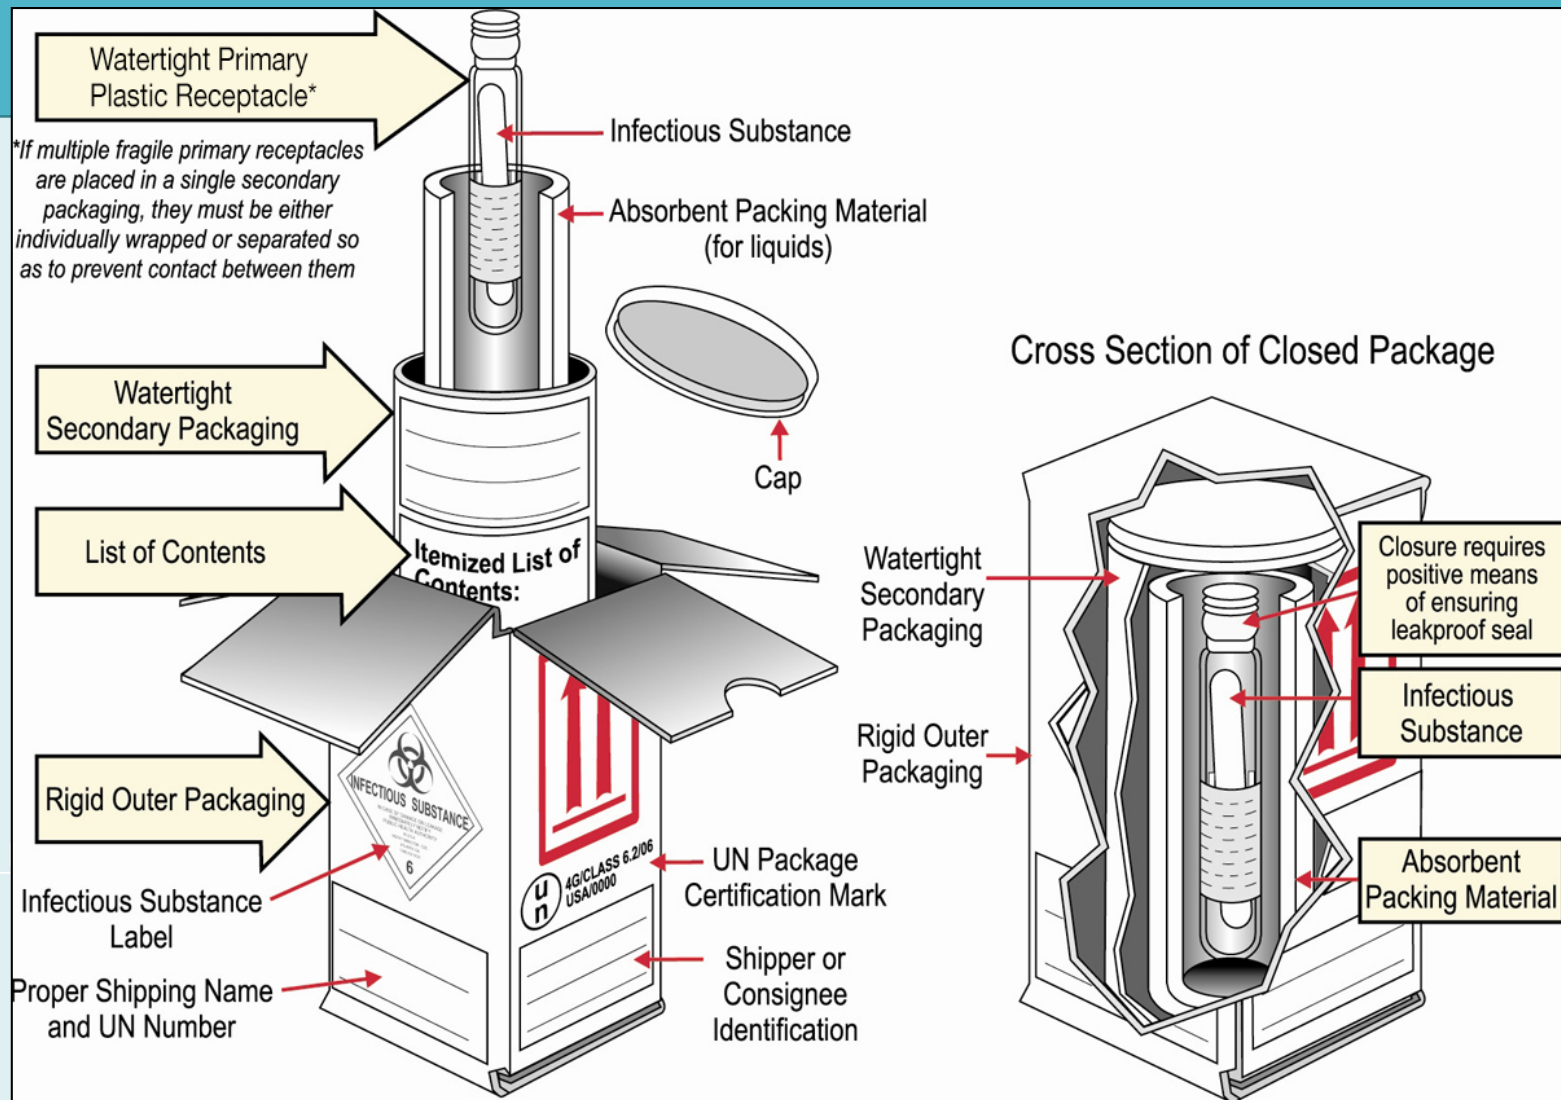 Watertight Primary
Plastic Receptacle*
*If multiple fragile primary receptacles
are placed in a single secondary
packaging, they must be either
individually wrapped or separated so
as to prevent contact between them
Infectious Substance
Absorbent Packing Material
(for liquids)
Cap
Watertight
Secondary Packaging
List of Contents
Itemized List of
Contents:
Rigid Outer Packaging
INFECTIOUS SUBSTANCE
6
un
4G/CLASS 6.2/06
USA/0000
UN Package
Certification Mark
Infectious Substance
Label
Proper Shipping Name
and UN Number
Shipper or
Consignee
Identification
Cross Section of Closed Package
Watertight
Secondary
Packaging
Rigid Outer
Packaging
Closure requires
positive means
of ensuring
leakproof seal
Infectious
Substance
Absorbent
Packing Material